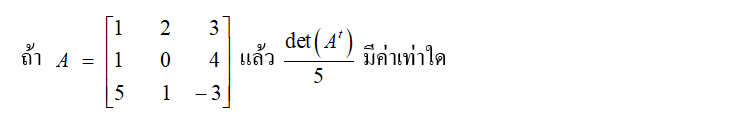 ถ้า A = [1 2 3; 1 0 4; 5 1 −3] แล้ว det(Aᵗ)/5 มีค่าเท่าใด